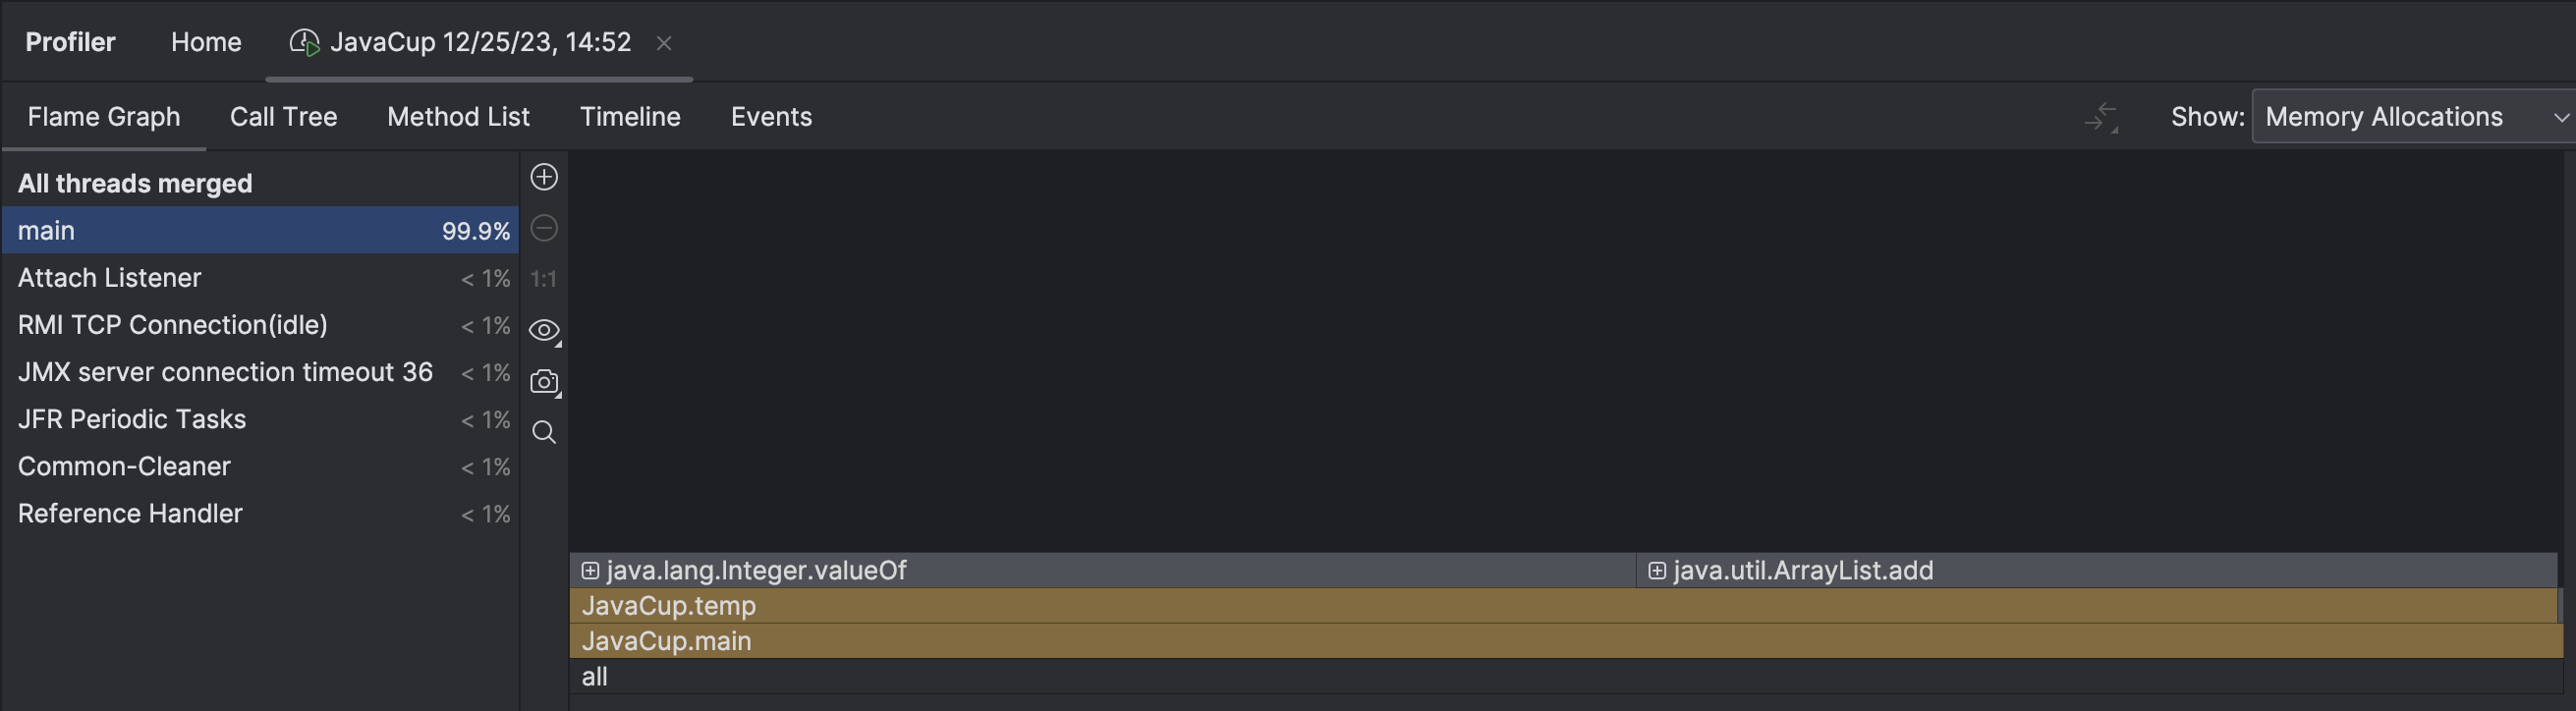 Profiler Home JavaCup 12/25/23, 14:52
Flame Graph Call Tree Method List Timeline Events Show: Memory Allocations
All threads merged
main 99.9%
Attach Listener < 1%
1:1
RMI TCP Connection(idle) < 1%
JMX server connection timeout 36 < 1%
JFR Periodic Tasks < 1%
Common-Cleaner < 1%
Reference Handler < 1%
java.lang.Integer.valueOf java.util.ArrayList.add
JavaCup.temp
JavaCup.main
all